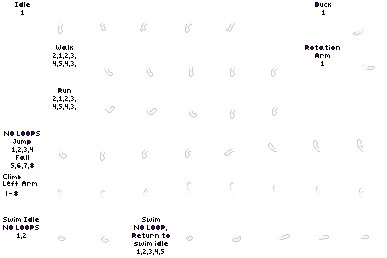 Idle
1
Duck
1
Walk
2,1,2,3,
4,5,4,3,
Rotation
Arm
1
Run
2,1,2,3,
4,5,4,3,
NO LOOPS
Jump
1,2,3,4
Fall
5,6,7,8
Climb
Left Arm
1-8
Swim Idle
NO LOOPS
1,2
Swim
NO LOOP,
Return to
swim idle
1,2,3,4,5